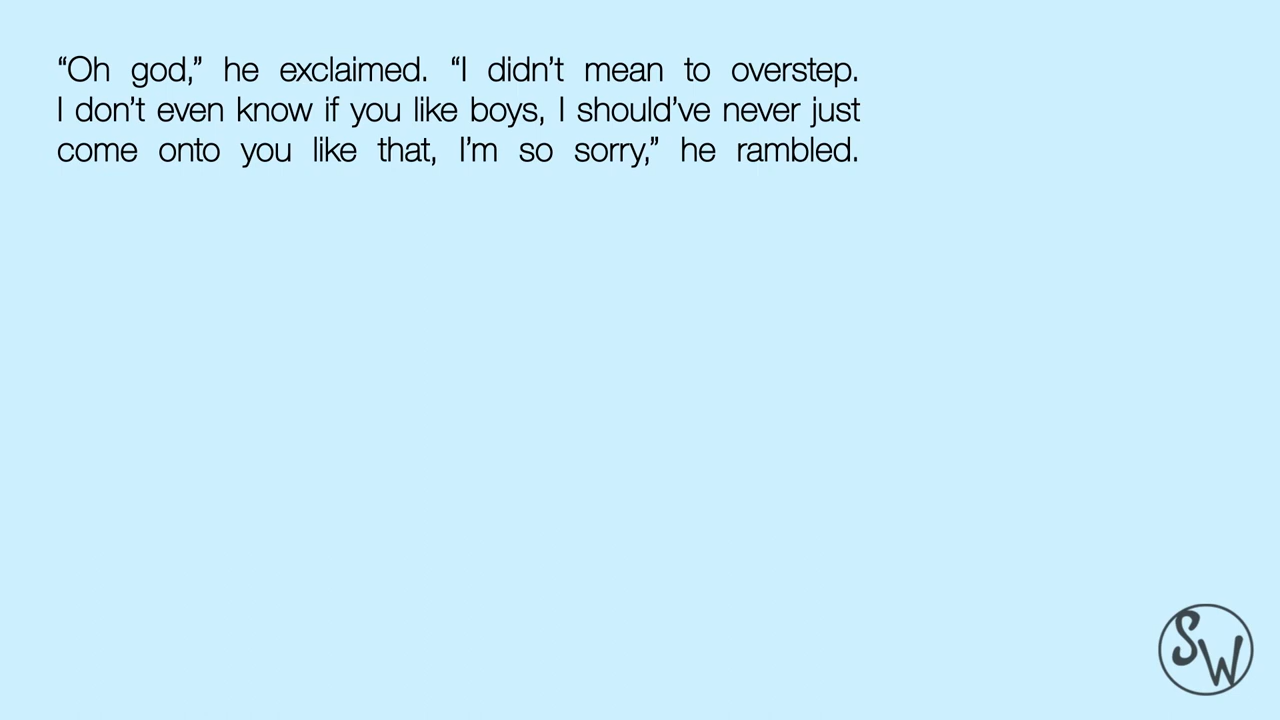 “Oh god,” he exclaimed. “I didn’t mean to overstep.
I don’t even know if you like boys, I should’ve never just
come onto you like that, I’m so sorry,” he rambled.
SW